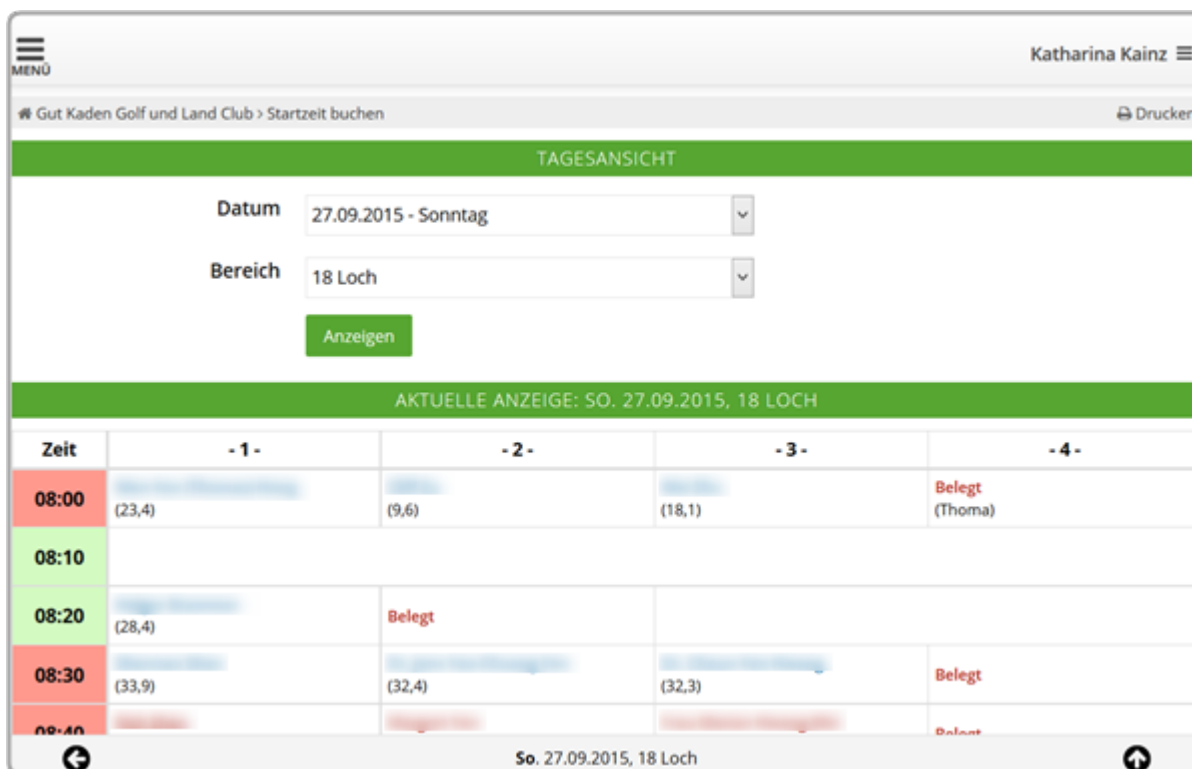 MENÜ
Katharina Kainz
Gut Kaden Golf und Land Club › Startzeit buchen
Drucken
TAGESANSICHT
Datum
27.09.2015 - Sonntag
Bereich
18 Loch
Anzeigen
AKTUELLE ANZEIGE: SO. 27.09.2015, 18 LOCH
Zeit - 1 - - 2 - - 3 - - 4 -
08:00 (23,4) (9,6) (18,1) Belegt (Thoma)
08:10
08:20 (28,4) Belegt
08:30 (33,9) (32,4) (32,3) Belegt
08:40 Belegt
So. 27.09.2015, 18 Loch